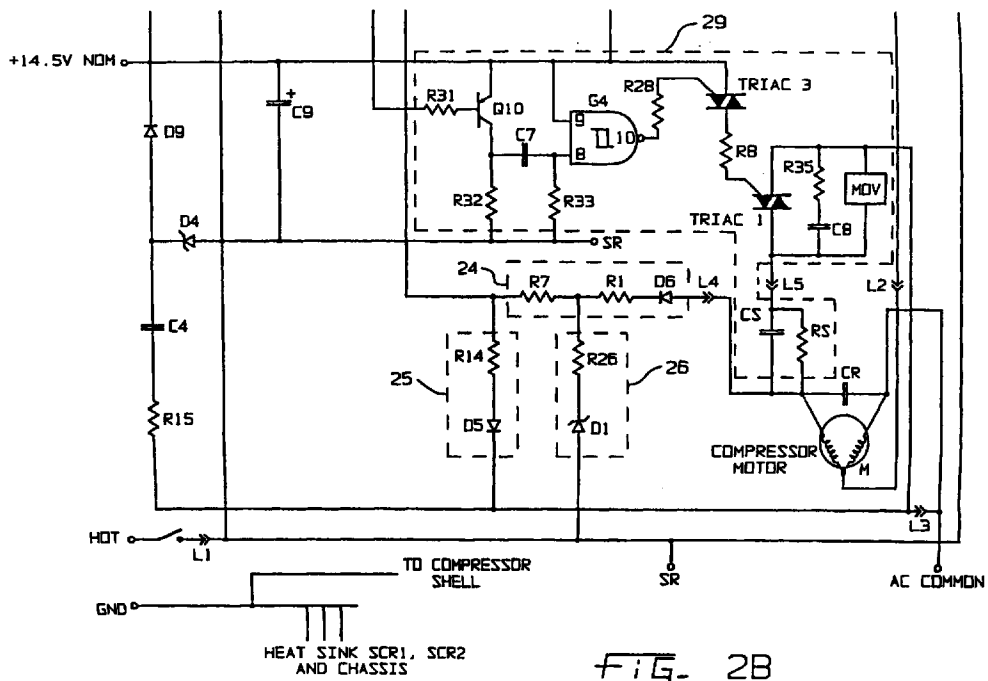 29
+14.5V NOM
R28
TRIAC 3
R31
Q10
G4
9
10
8
+
C9
C7
D9
R8
R35
MOV
R32
R33
C8
TRIAC 1
D4
SR
24
R7
R1
D6
L4
L5
L2
CS
RS
C4
R14
R26
25
26
CR
R15
D5
D1
COMPRESSOR
MOTOR
M
HOT
L1
L3
TO COMPRESSOR
SHELL
SR
AC COMMON
GND
HEAT SINK SCR1, SCR2
AND CHASSIS
FIG- 2B